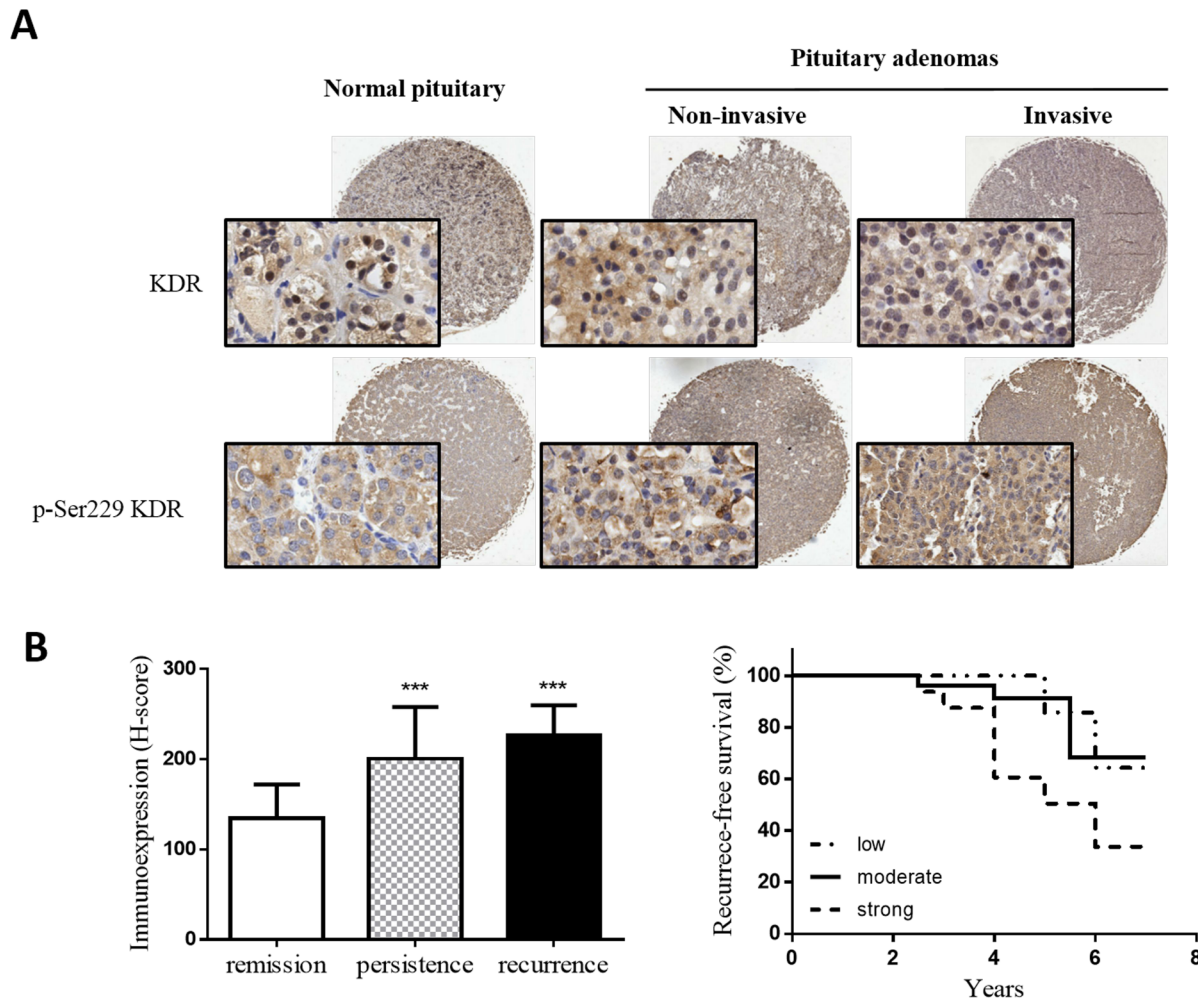 A
Pituitary adenomas
Normal pituitary
Non-invasive
Invasive
KDR
p-Ser229 KDR
B
Immunoexpression (H-score)
300
200
100
0
***
***
remission
persistence
recurrence
Recurrece-free survival (%)
100
80
60
40
20
0
low
moderate
strong
0
2
4
6
8
Years